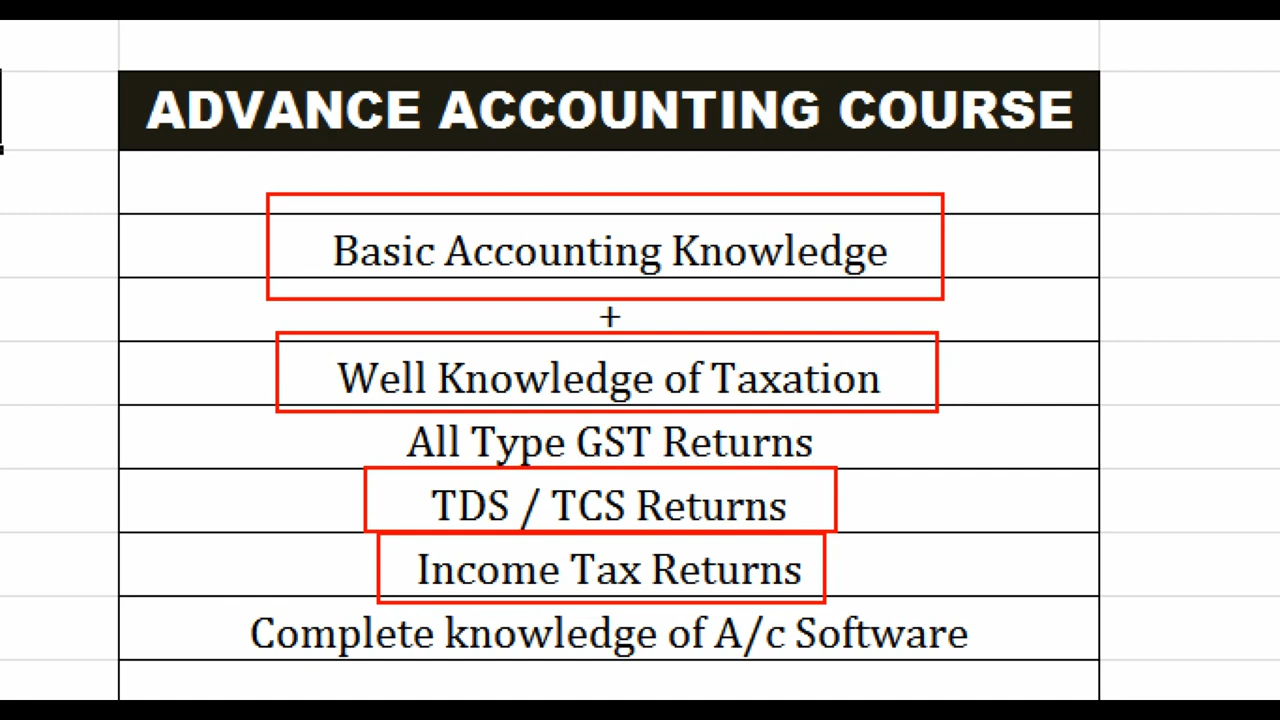 ADVANCE ACCOUNTING COURSE
Basic Accounting Knowledge
+
Well Knowledge of Taxation
All Type GST Returns
TDS / TCS Returns
Income Tax Returns
Complete knowledge of A/c Software